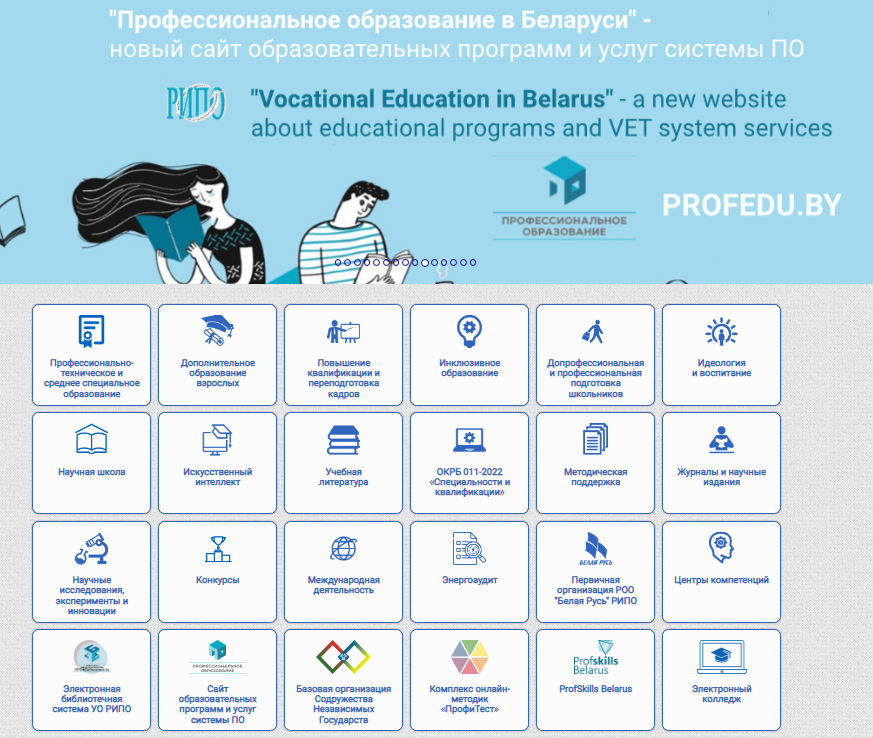 "Профессиональное образование в Беларуси" -
новый сайт образовательных программ и услуг системы ПО
РИПО
"Vocational Education in Belarus" - a new website
about educational programs and VET system services
ПРОФЕССИОНАЛЬНОЕ
ОБРАЗОВАНИЕ
PROFEDU.BY
Профессионально-
техническое и
среднее специальное
образование
Дополнительное
образование
взрослых
Повышение
квалификации и
переподготовка
кадров
Инклюзивное
образование
Допрофессиональная
и профессиональная
подготовка
школьников
Идеология
и воспитание
Научная школа
Искусственный
интеллект
Учебная
литература
ОКРБ 011-2022
«Специальности и
квалификации»
Методическая
поддержка
Журналы и научные
издания
Научные
исследования,
эксперименты и
инновации
Конкурсы
Международная
деятельность
Энергоаудит
БЕЛАЯ РУСЬ
Первичная
организация РОО
"Белая Русь" РИПО
Центры компетенций
Электронная
библиотечная
система УО РИПО
ПРОФЕССИОНАЛЬНОЕ
ОБРАЗОВАНИЕ
Сайт
образовательных
программ и услуг
системы ПО
Базовая организация
Содружества
Независимых
Государств
Комплекс онлайн-
методик
«ПрофиТест»
Profskills
Belarus
ProfSkills Belarus
Электронный
колледж